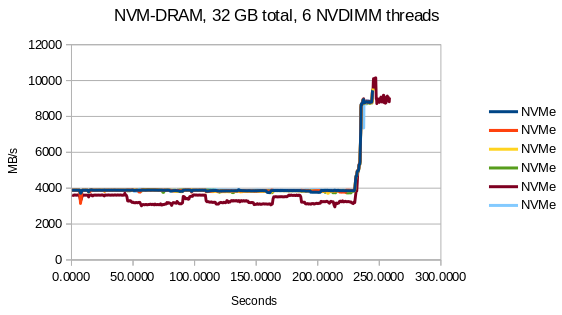 NVM-DRAM, 32 GB total, 6 NVDIMM threads
12000
10000
8000
6000
4000
2000
0
MB/s
0.0000 50.0000 100.0000 150.0000 200.0000 250.0000 300.0000
Seconds
NVMe
NVMe
NVMe
NVMe
NVMe
NVMe